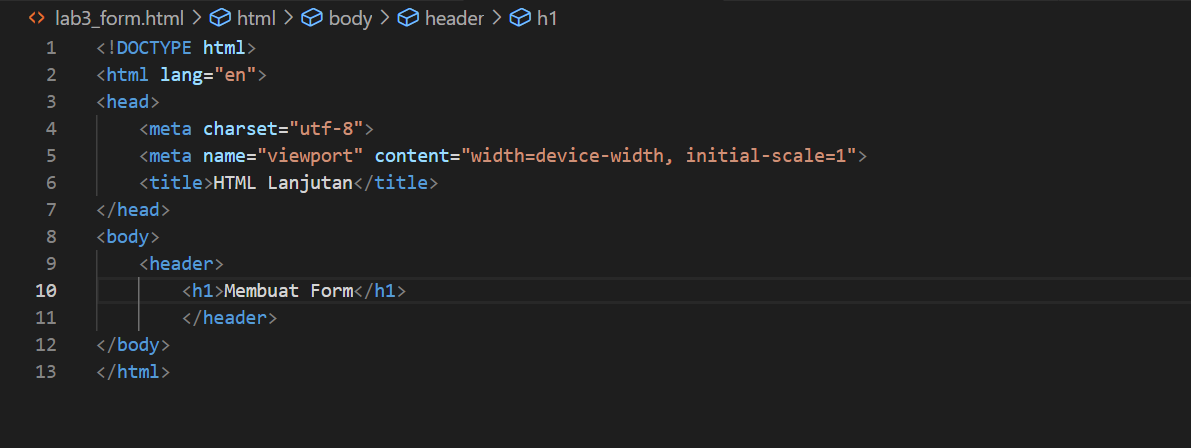 lab3_form.html > html > body > header > h1
1 <!DOCTYPE html>
2 <html lang="en">
3 <head>
4     <meta charset="utf-8">
5     <meta name="viewport" content="width=device-width, initial-scale=1">
6     <title>HTML Lanjutan</title>
7 </head>
8 <body>
9     <header>
10         <h1>Membuat Form</h1>
11         </header>
12 </body>
13 </html>